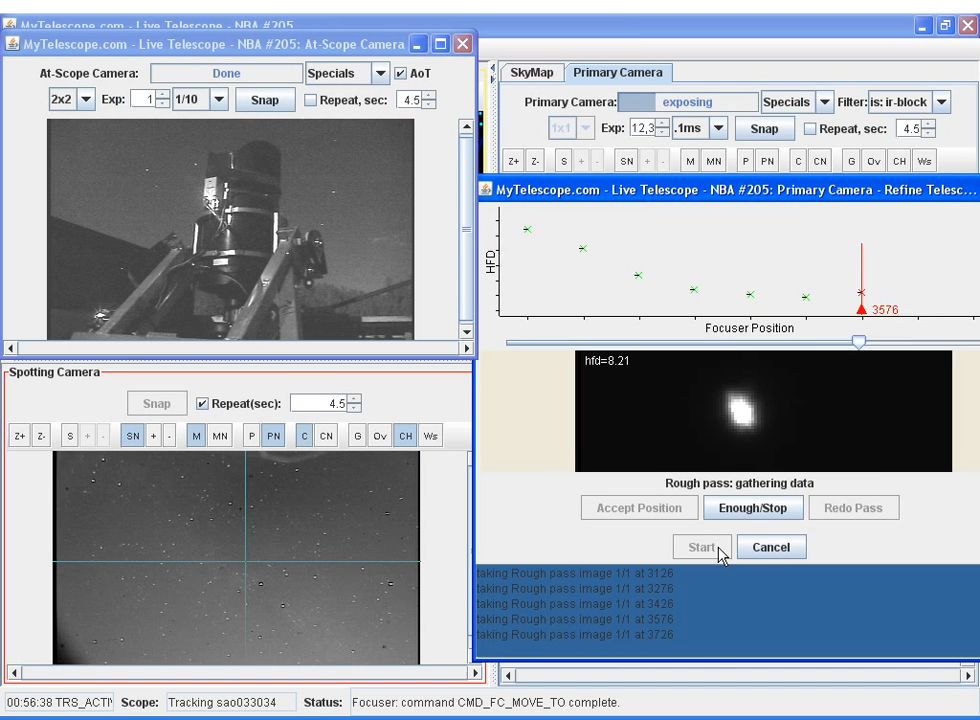 MyTelescope.com - Live Telescope - NBA #205
MyTelescope.com - Live Telescope - NBA #205: At-Scope Camera
At-Scope Camera: Done Specials AoT
2x2 Exp: 1 1/10 Snap Repeat, sec: 4.5
SkyMap Primary Camera
Primary Camera: exposing Specials Filter: is: ir-block
1x1 Exp: 12,3 .1ms Snap Repeat, sec: 4.5
Z+ Z- S + - SN + - M MN P PN C CN G Ov CH Ws
MyTelescope.com - Live Telescope - NBA #205: Primary Camera - Refine Telesc...
HFD
3576
Focuser Position
hfd=8.21
Rough pass: gathering data
Accept Position Enough/Stop Redo Pass
Start Cancel
taking Rough pass image 1/1 at 3126
taking Rough pass image 1/1 at 3276
taking Rough pass image 1/1 at 3426
taking Rough pass image 1/1 at 3576
taking Rough pass image 1/1 at 3726
Spotting Camera
Snap Repeat(sec): 4.5
Z+ Z- S + - SN + - M MN P PN C CN G Ov CH Ws
00:56:38 TRS_ACTI Scope: Tracking sao033034 Status: Focuser: command CMD_FC_MOVE_TO complete.